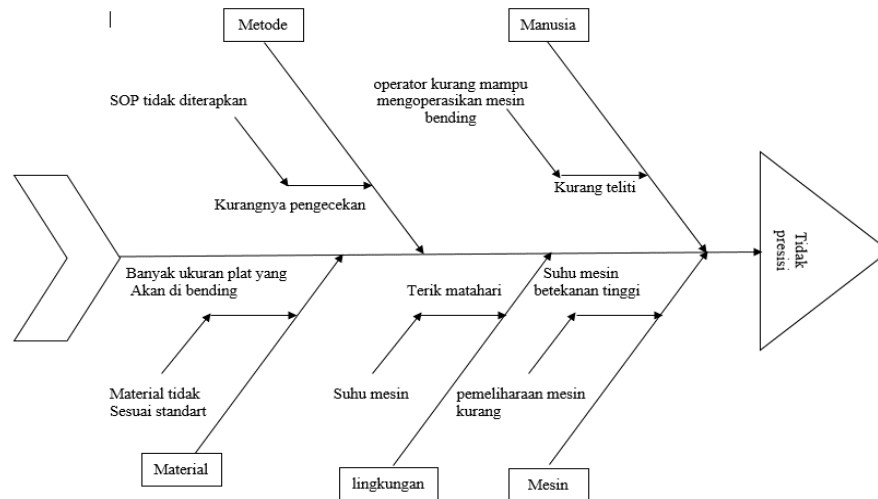 Metode
Manusia
SOP tidak diterapkan
operator kurang mampu
mengoperasikan mesin
bending
Kurangnya pengecekan
Kurang teliti
Tidak
presisi
Banyak ukuran plat yang
Akan di bending
Terik matahari
Suhu mesin
betekanan tinggi
Material tidak
Sesuai standart
Suhu mesin
pemeliharaan mesin
kurang
Material
lingkungan
Mesin